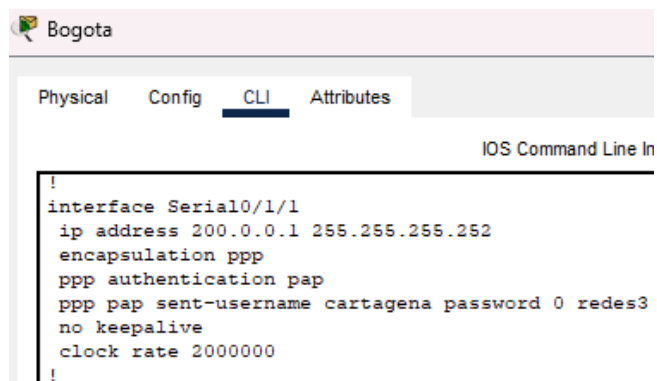 Bogota
Physical Config CLI Attributes
IOS Command Line In
!
interface Serial0/1/1
ip address 200.0.0.1 255.255.255.252
encapsulation ppp
ppp authentication pap
ppp pap sent-username cartagena password 0 redes3
no keepalive
clock rate 2000000
!